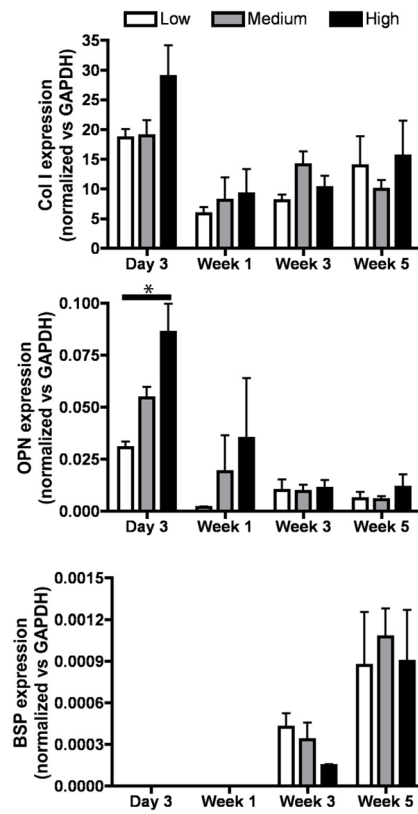 Low Medium High
Col I expression
(normalized vs GAPDH)
35
30
25
20
15
10
5
0
Day 3 Week 1 Week 3 Week 5
OPN expression
(normalized vs GAPDH)
0.100
0.075
0.050
0.025
0.000
*
Day 3 Week 1 Week 3 Week 5
BSP expression
(normalized vs GAPDH)
0.0015
0.0012
0.0009
0.0006
0.0003
0.0000
Day 3 Week 1 Week 3 Week 5